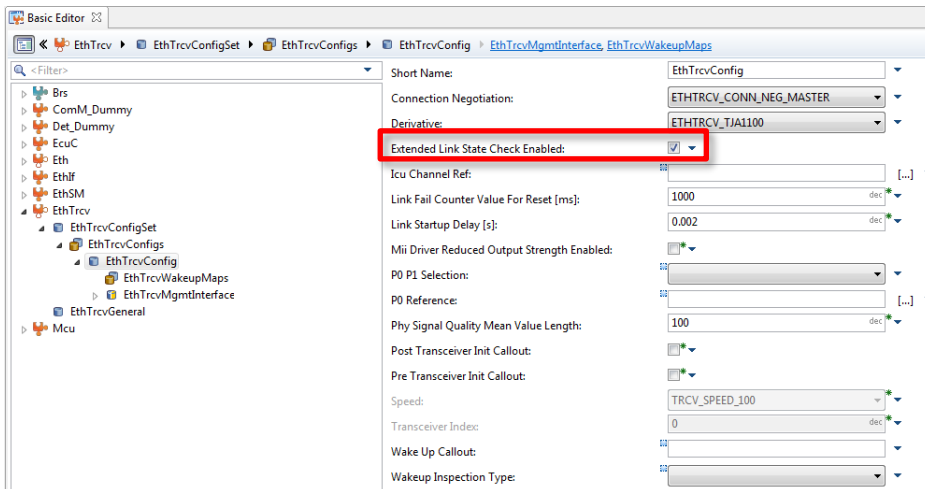 Basic Editor
EthTrcv EthTrcvConfigSet EthTrcvConfigs EthTrcvConfig EthTrcvMgmtInterface, EthTrcvWakeupMaps
<Filter>
Brs
ComM_Dummy
Det_Dummy
EcuC
Eth
EthIf
EthSM
EthTrcv
EthTrcvConfigSet
EthTrcvConfigs
EthTrcvConfig
EthTrcvWakeupMaps
EthTrcvMgmtInterface
EthTrcvGeneral
Mcu
Short Name: EthTrcvConfig
Connection Negotiation: ETHTRCV_CONN_NEG_MASTER
Derivative: ETHTRCV_TJA1100
Extended Link State Check Enabled:
Icu Channel Ref: [...]
Link Fail Counter Value For Reset [ms]: 1000 dec
Link Startup Delay [s]: 0.002 dec
Mii Driver Reduced Output Strength Enabled:
P0 P1 Selection:
P0 Reference: [...]
Phy Signal Quality Mean Value Length: 100 dec
Post Transceiver Init Callout:
Pre Transceiver Init Callout:
Speed: TRCV_SPEED_100
Transceiver Index: 0 dec
Wake Up Callout:
Wakeup Inspection Type: